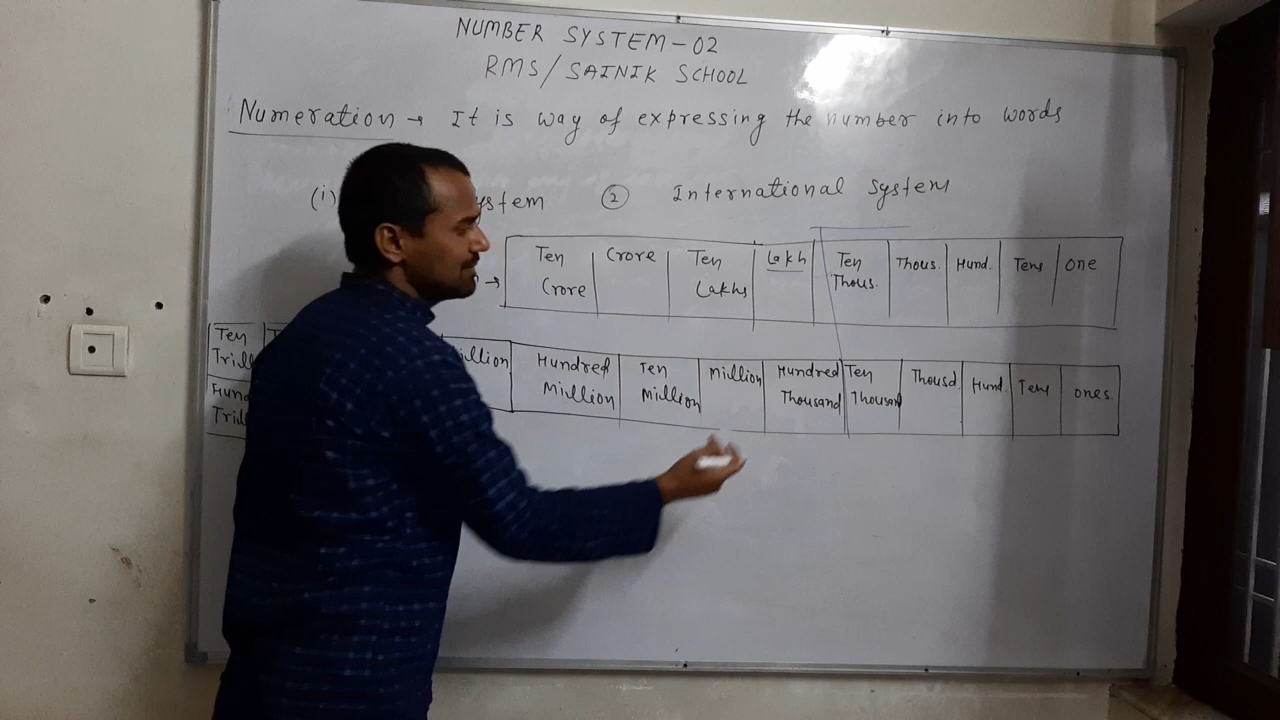 NUMBER SYSTEM-02
RMS/SAINIK SCHOOL
Numeration → It is way of expressing the number into words
(i) ystem ② International system
→ Ten Crore Crore Ten Lakhs Lakh Ten Thous. Thous. Hund. Tens One
Ten Trill illion Hundred Million Ten Million Million Hundred Thousand Ten Thousand Thousd. Hund. Tens ones.
Hund Trill